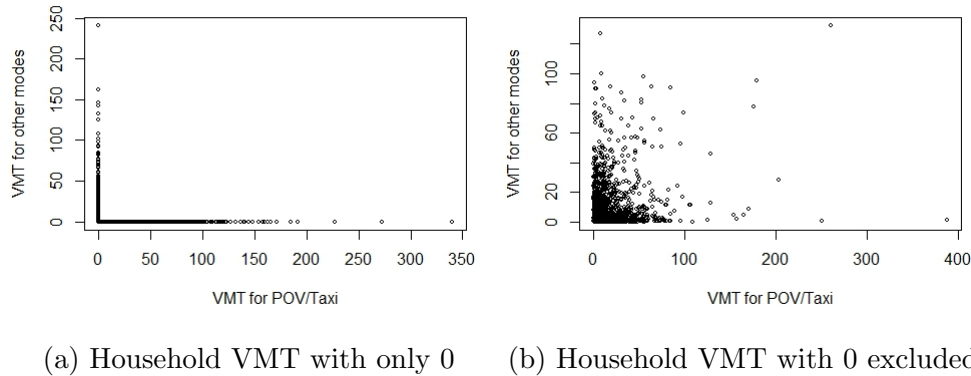 250
200
150
100
50
0
VMT for other modes
0 50 100 150 200 250 300 350
VMT for POV/Taxi
100
60
20
0
VMT for other modes
0 100 200 300 400
VMT for POV/Taxi
(a) Household VMT with only 0
(b) Household VMT with 0 excluded